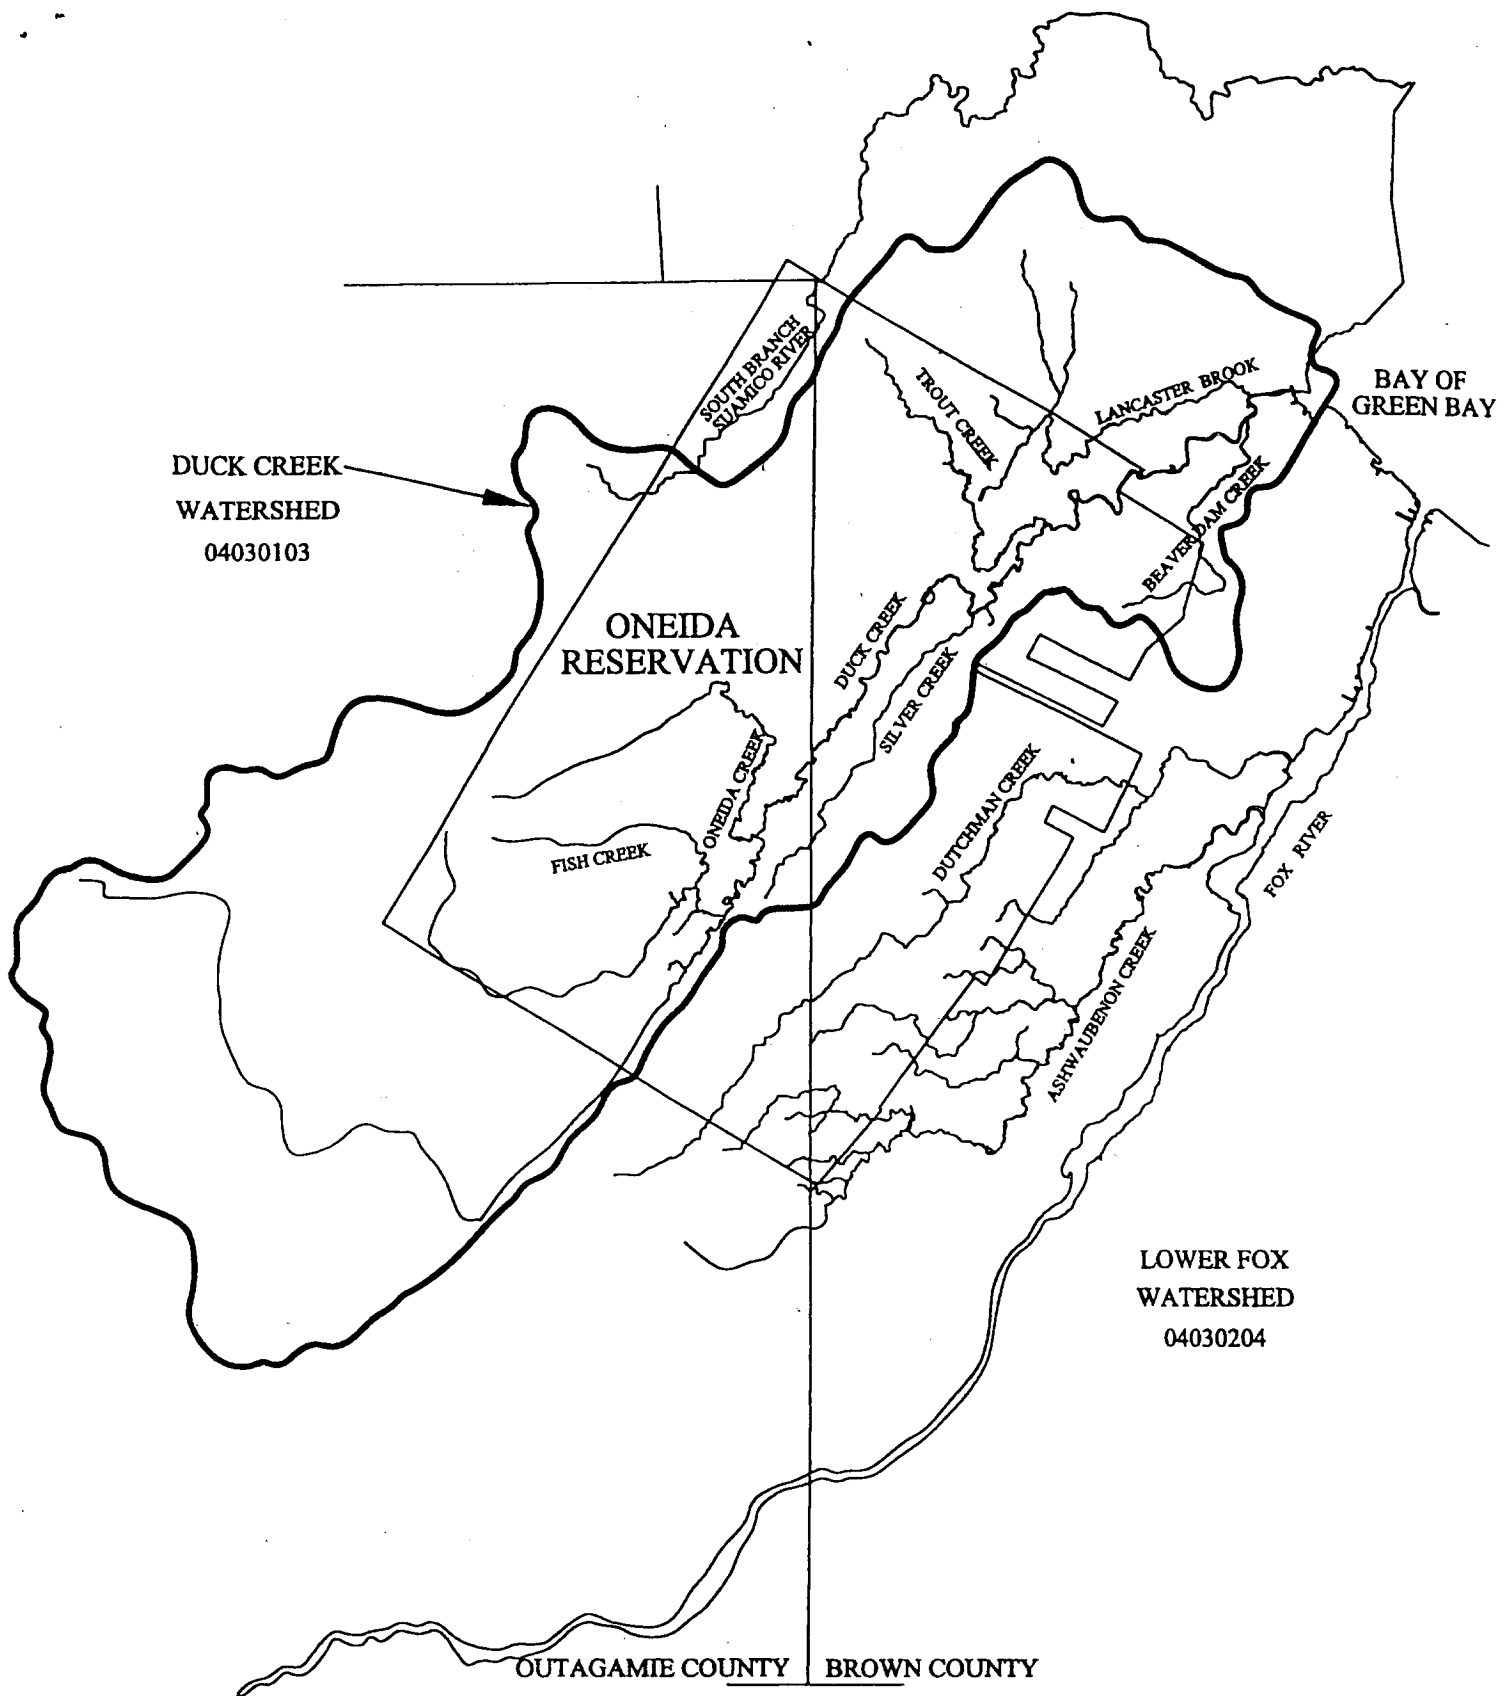 SOUTH BRANCH
SUAMICO RIVER
TROUT CREEK
LANCASTER BROOK
BAY OF
GREEN BAY
DUCK CREEK
WATERSHED
04030103
BEAVER DAM CREEK
ONEIDA
RESERVATION
DUCK CREEK
SILVER CREEK
ONEIDA CREEK
FISH CREEK
DUTCHMAN CREEK
FOX RIVER
ASHWAUBENON CREEK
LOWER FOX
WATERSHED
04030204
OUTAGAMIE COUNTY
BROWN COUNTY